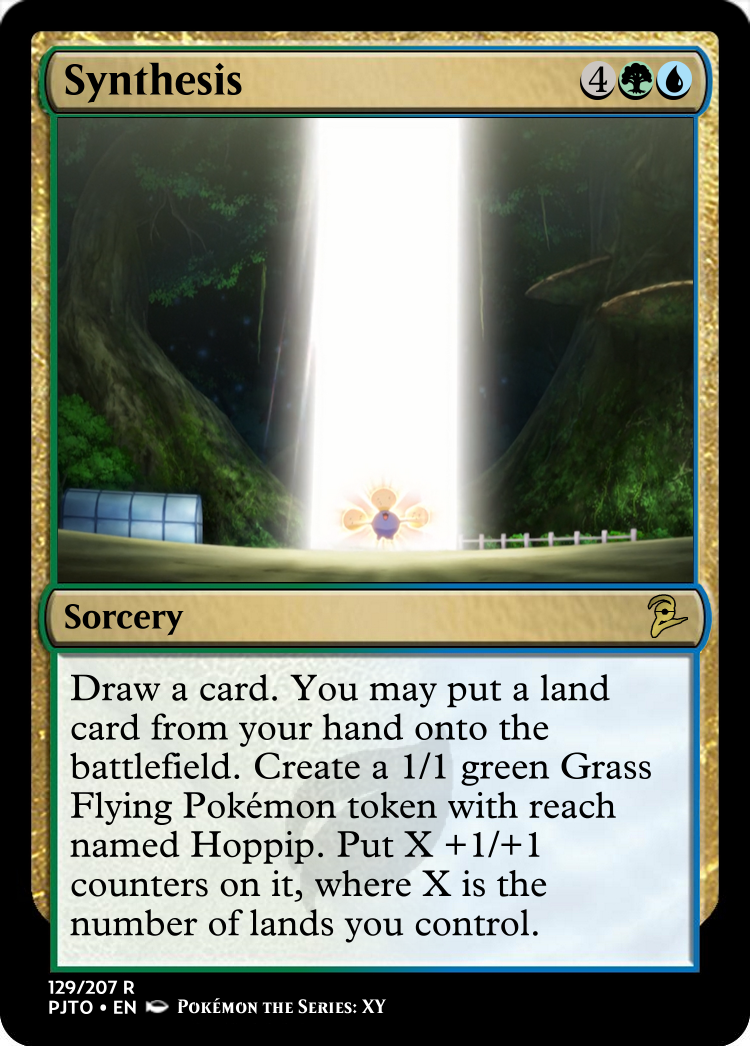 Synthesis 4
Sorcery
Draw a card. You may put a land
card from your hand onto the
battlefield. Create a 1/1 green Grass
Flying Pokémon token with reach
named Hoppip. Put X +1/+1
counters on it, where X is the
number of lands you control.
129/207 R
PJTO • EN Pokémon the Series: XY